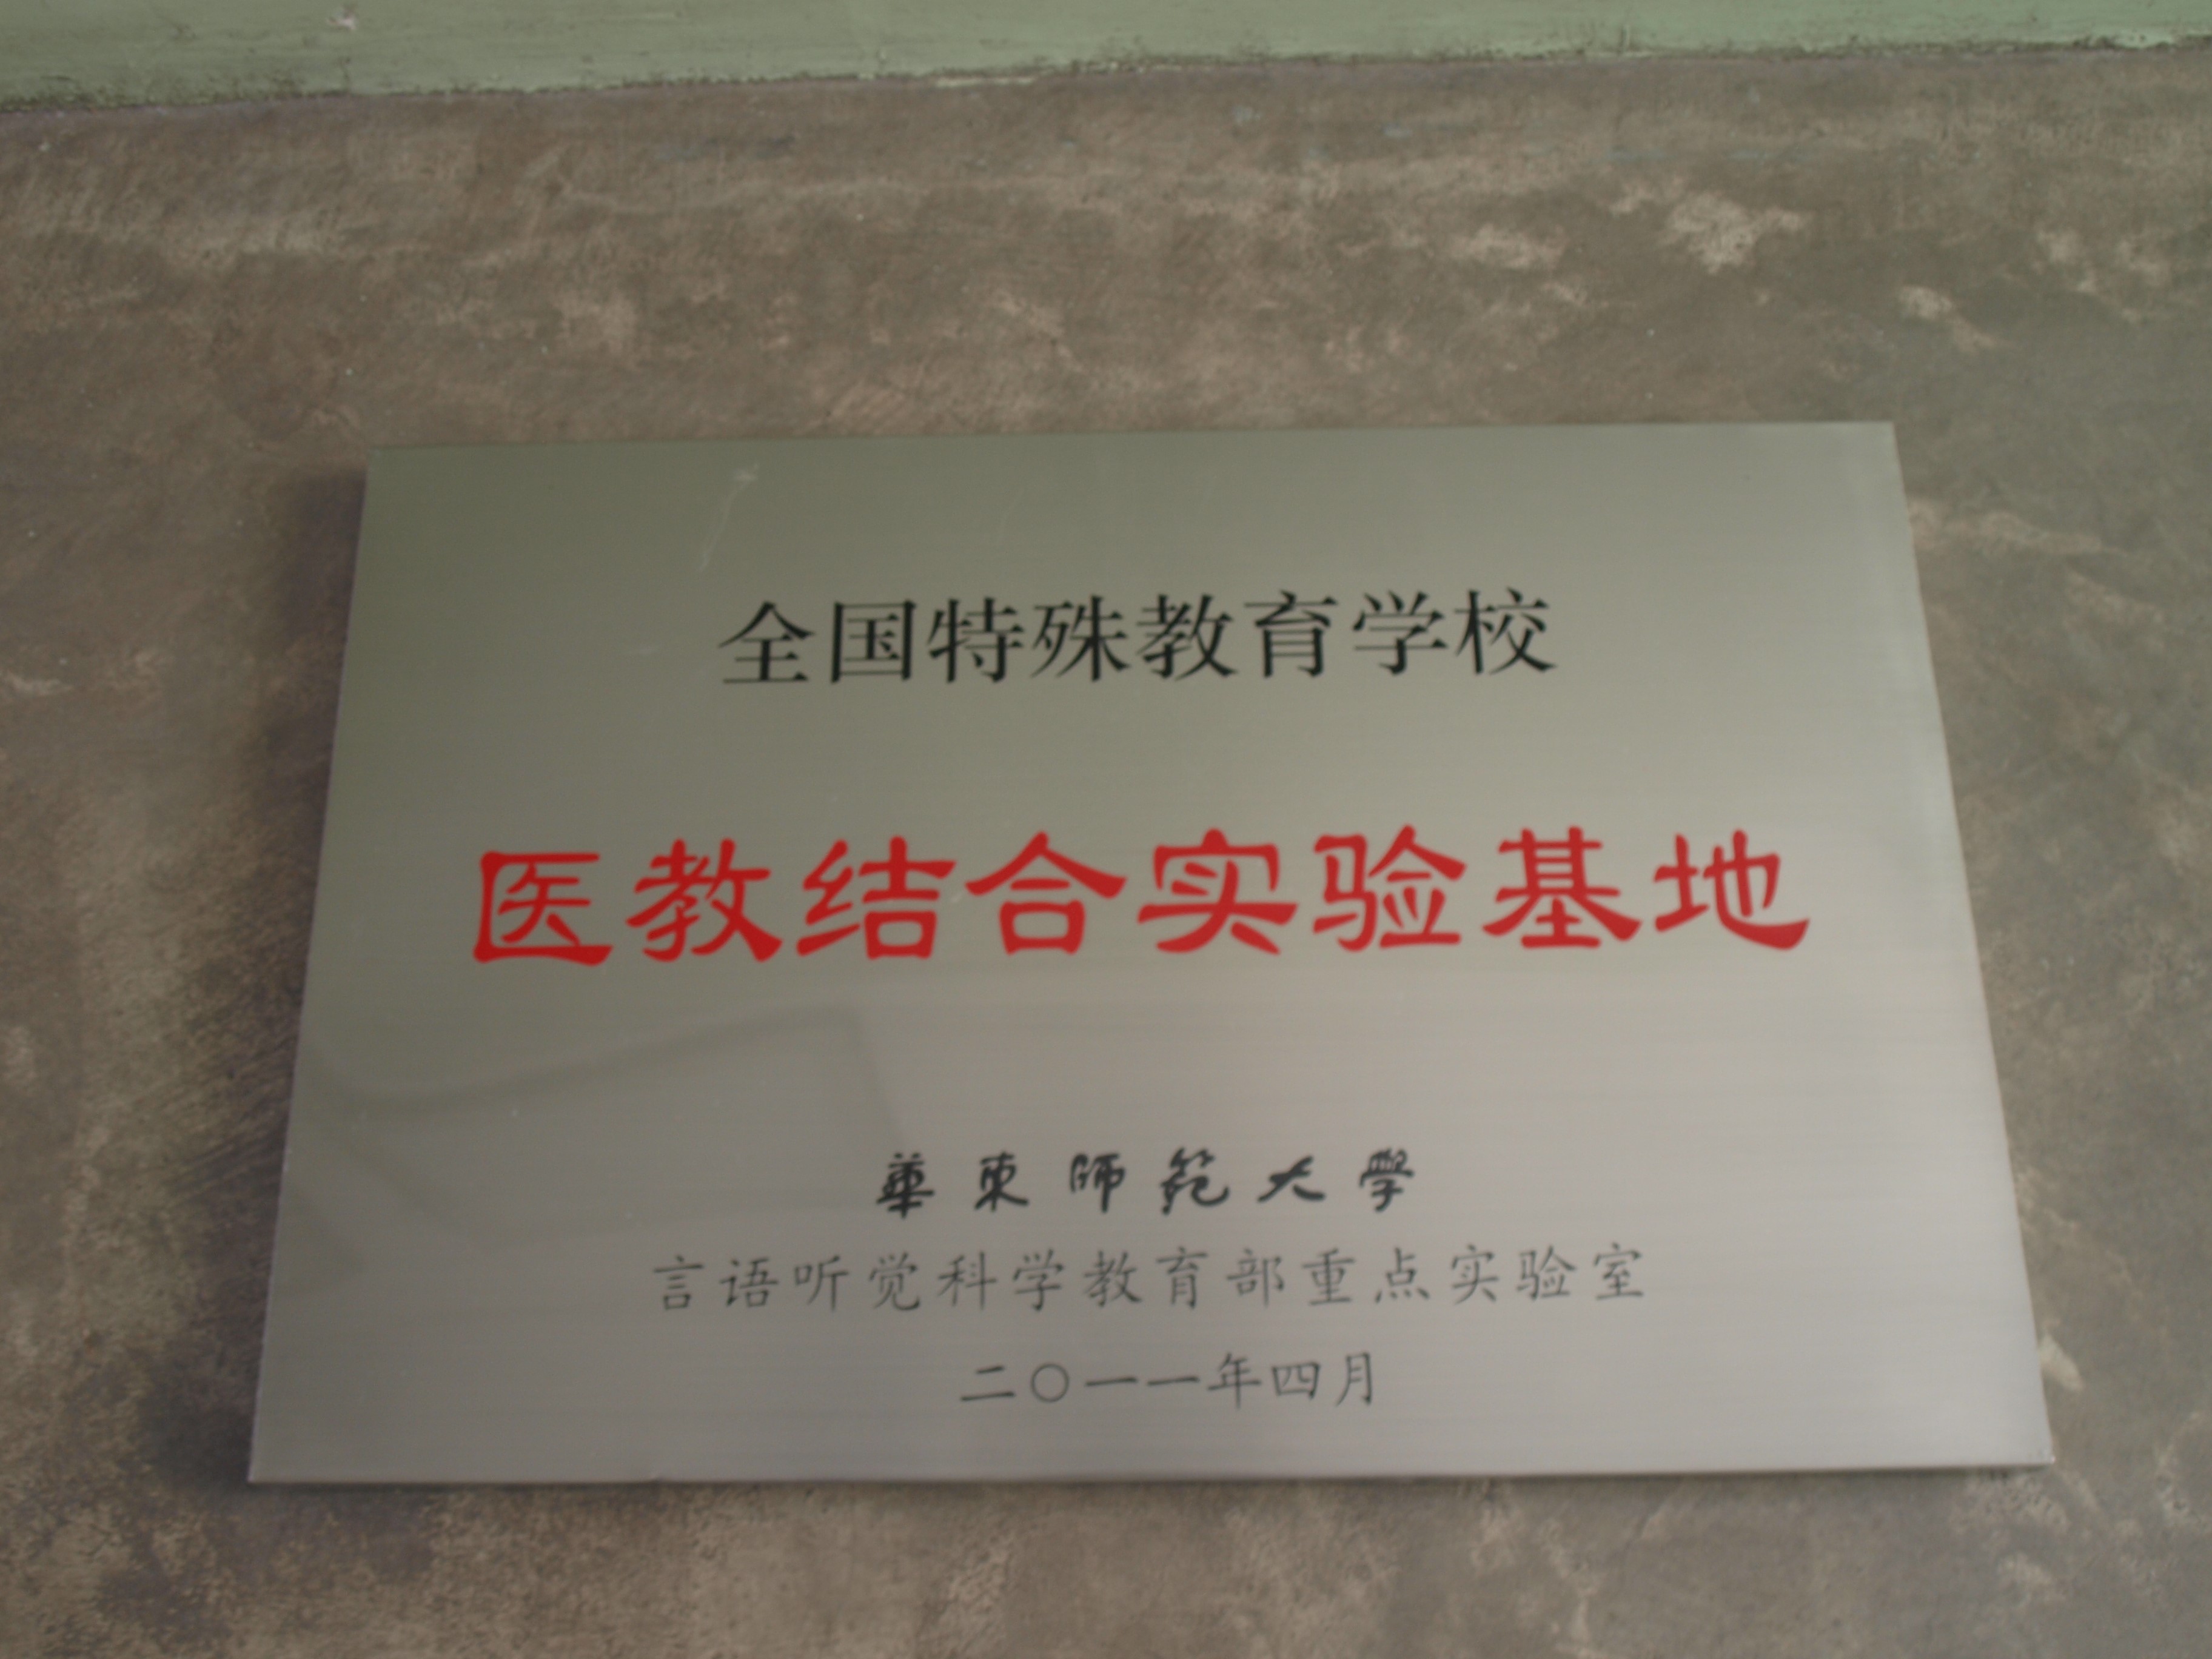 全国特殊教育学校
医教结合实验基地
華東师范大學
言语听觉科学教育部重点实验室
二〇一一年四月